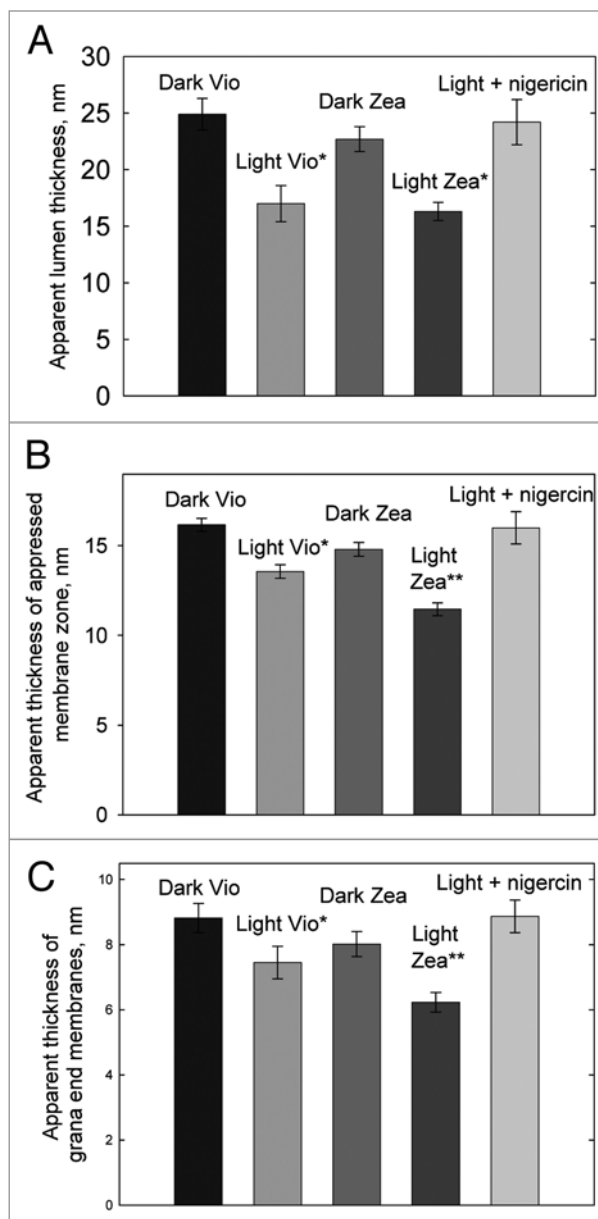 A
Apparent lumen thickness, nm
30
25
20
15
10
5
0
Dark Vio
Light Vio*
Dark Zea
Light Zea*
Light + nigericin
B
Apparent thickness of appressed
membrane zone, nm
15
10
5
0
Dark Vio
Light Vio*
Dark Zea
Light
Zea**
Light + nigercin
C
Apparent thickness of
grana end membranes, nm
10
8
6
4
2
0
Dark Vio
Light Vio*
Dark Zea
Light
Zea**
Light + nigercin